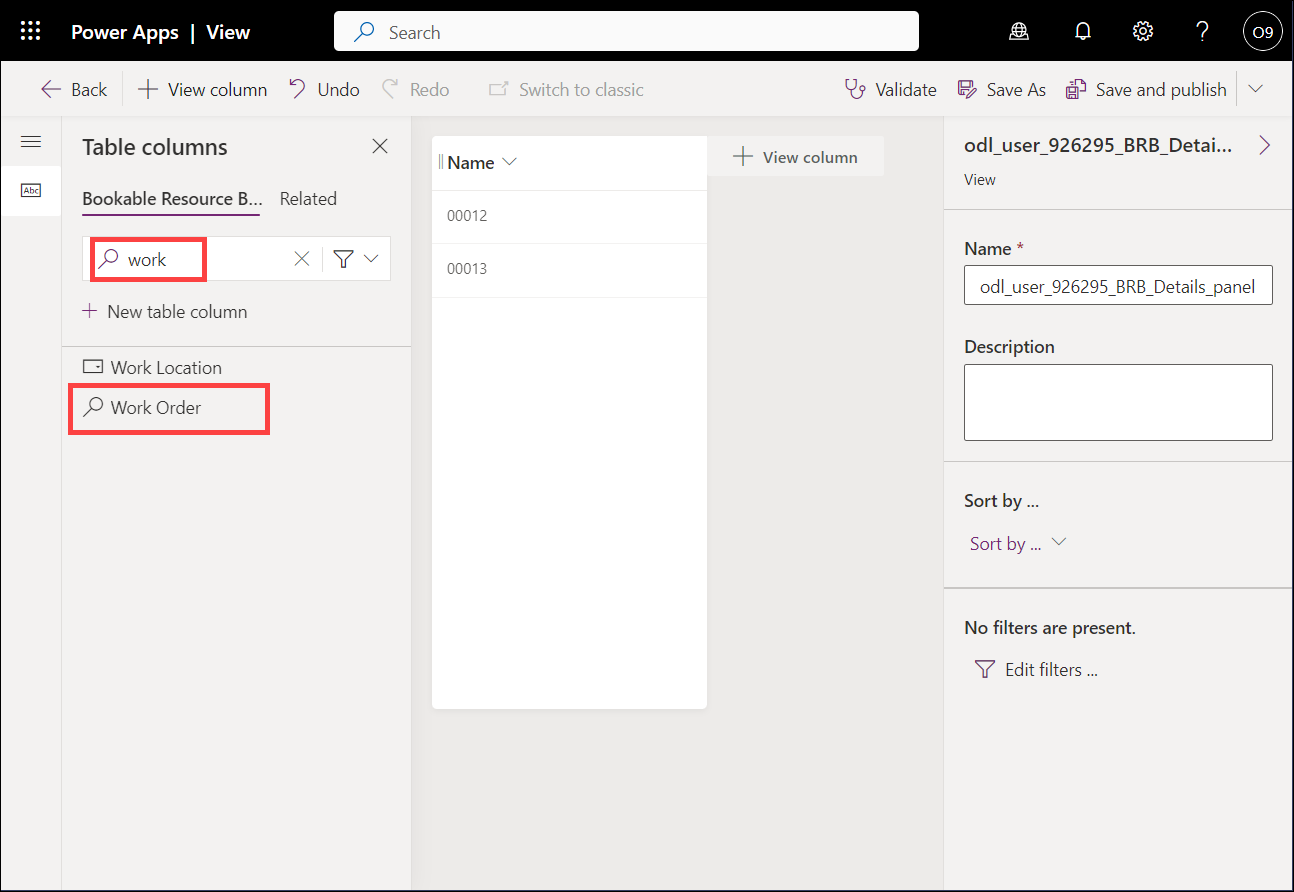 Power Apps | View
Search
O9
Back
View column
Undo
Redo
Switch to classic
Validate
Save As
Save and publish
Abc
Table columns
Bookable Resource B...
Related
work
New table column
Work Location
Work Order
Name
View column
00012
00013
odl_user_926295_BRB_Detai...
View
Name *
odl_user_926295_BRB_Details_panel
Description
Sort by ...
Sort by ...
No filters are present.
Edit filters ...